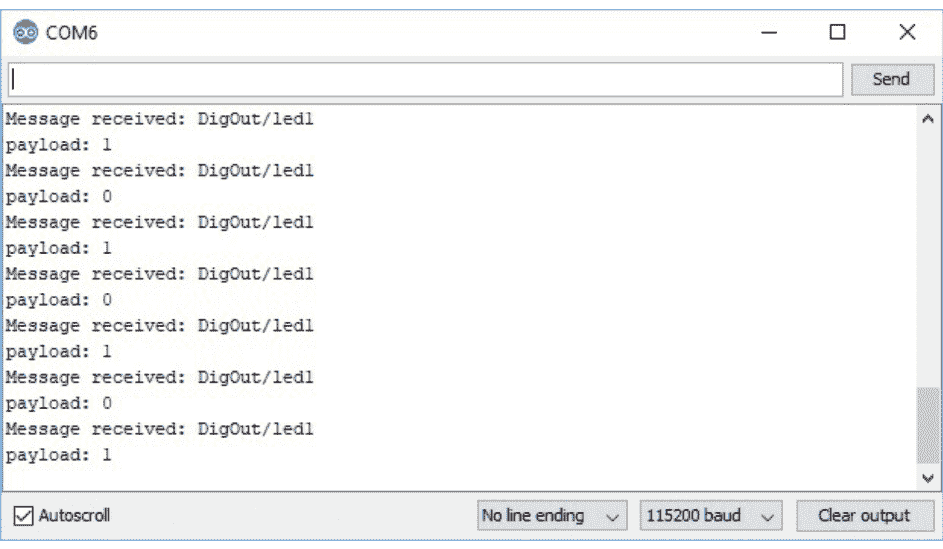 COM6
Send
Message received: DigOut/led1
payload: 1
Message received: DigOut/led1
payload: 0
Message received: DigOut/led1
payload: 1
Message received: DigOut/led1
payload: 0
Message received: DigOut/led1
payload: 1
Message received: DigOut/led1
payload: 0
Message received: DigOut/led1
payload: 1
Autoscroll No line ending 115200 baud Clear output